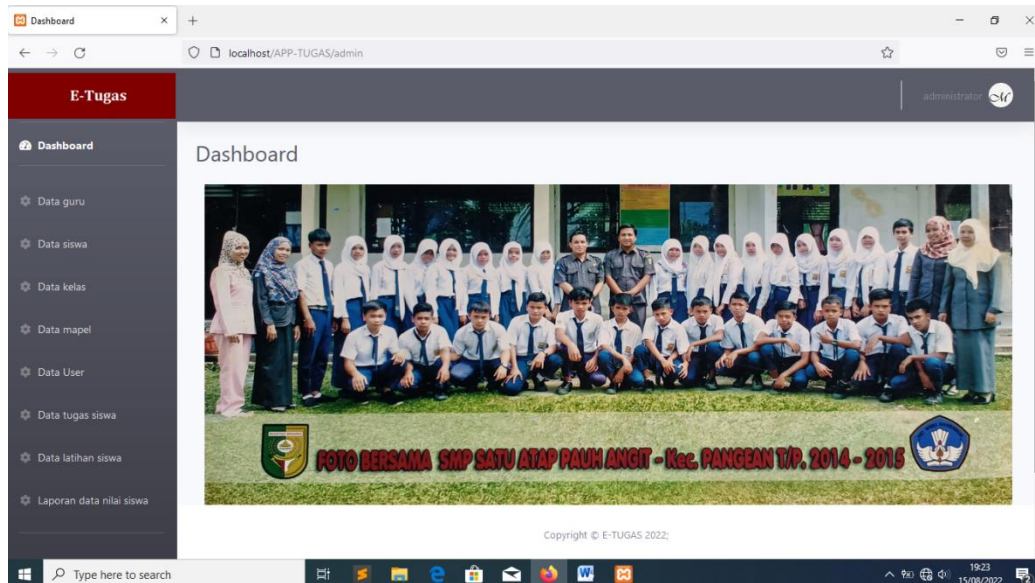 Dashboard
localhost/APP-TUGAS/admin
E-Tugas
administrator
Dashboard
Dashboard
Data guru
Data siswa
Data kelas
Data mapel
Data User
Data tugas siswa
Data latihan siswa
Laporan data nilai siswa
FOTO BERSAMA SMP SATU ATAP PAUH ANGIT - Kec. PANGEAN T/P. 2014 - 2015
Copyright © E-TUGAS 2022;
Type here to search
19:23
15/08/2022